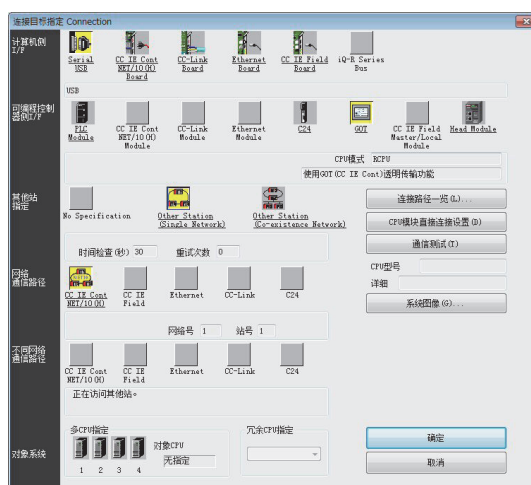 连接目标指定 Connection
计算机侧
I/F
Serial
USB
CC IE Cont
NET/10(H)
Board
CC-Link
Board
Ethernet
Board
CC IE Field
Board
iQ-R Series
Bus
USB
可编程控制
器侧I/F
PLC
Module
CC IE Cont
NET/10(H)
Module
CC-Link
Module
Ethernet
Module
C24
GOT
CC IE Field
Master/Local
Module
Head Module
CPU模式 RCPU
使用GOT(CC IE Cont)透明传输功能
其他站
指定
No Specification
Other Station
(Single Network)
Other Station
(Co-existence Network)
连接路径一览(L)...
CPU模块直接连接设置(D)
通信测试(T)
时间检查(秒) 30 重试次数 0
CPU型号
详细
系统图像(G)...
网络
通信路径
CC IE Cont
NET/10(H)
CC IE
Field
Ethernet
CC-Link
C24
网络号 1 站号 1
不同网络
通信路径
CC IE Cont
NET/10(H)
CC IE
Field
Ethernet
CC-Link
C24
正在访问其他站。
对象系统
多CPU指定
1 2 3 4
对象CPU
无指定
冗余CPU指定
确定
取消